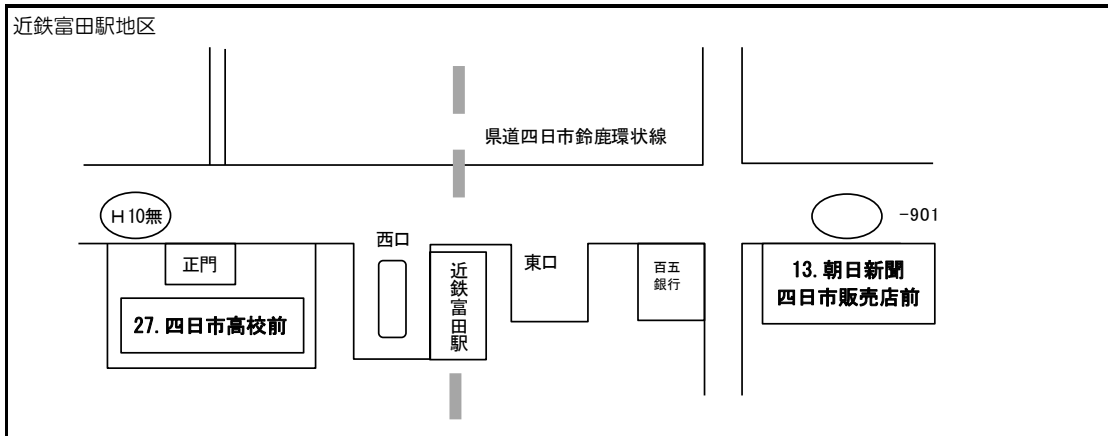 近鉄富田駅地区
県道四日市鈴鹿環状線
H10無
-901
西口
正門
東口
近鉄富田駅
百五
銀行
13.朝日新聞
四日市販売店前
27.四日市高校前